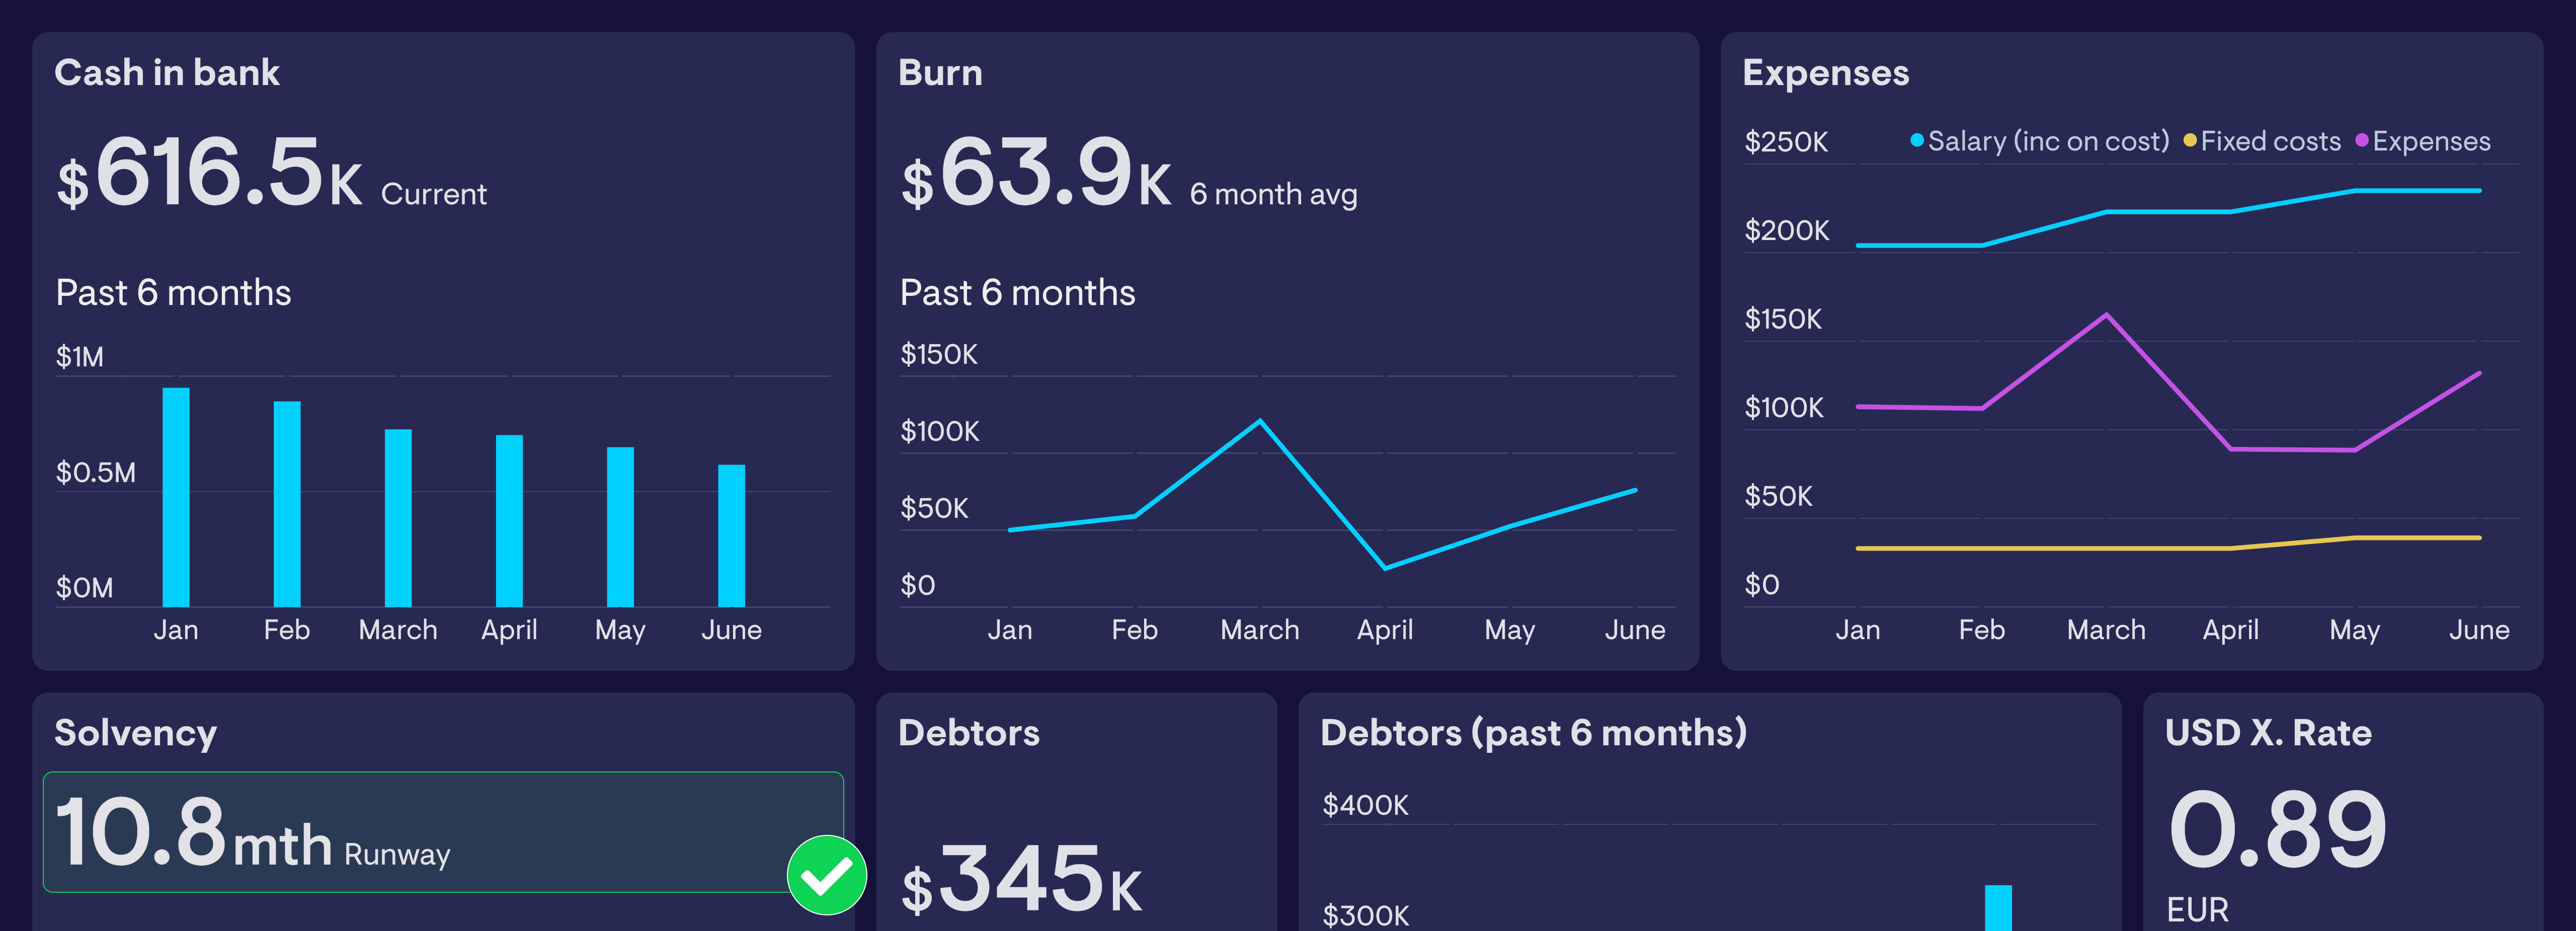 Cash in bank
$616.5K Current
Past 6 months
$1M
$0.5M
$0M
Jan Feb March April May June
Burn
$63.9K 6 month avg
Past 6 months
$150K
$100K
$50K
$0
Jan Feb March April May June
Expenses
Salary (inc on cost) Fixed costs Expenses
$250K
$200K
$150K
$100K
$50K
$0
Jan Feb March April May June
Solvency
10.8mth Runway
Debtors
$345K
Debtors (past 6 months)
$400K
$300K
USD X. Rate
0.89
EUR